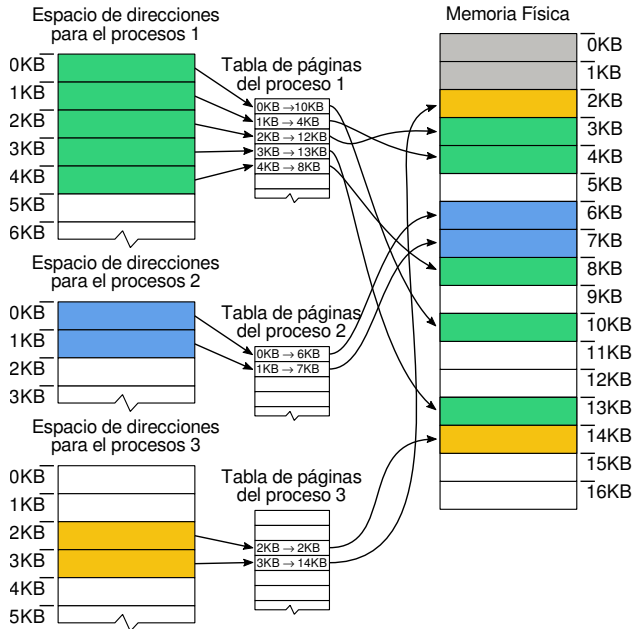 Espacio de direcciones
para el procesos 1
0KB
1KB
2KB
3KB
4KB
5KB
6KB
Tabla de páginas
del proceso 1
0KB → 10KB
1KB → 4KB
2KB → 12KB
3KB → 13KB
4KB → 8KB
Espacio de direcciones
para el procesos 2
0KB
1KB
2KB
3KB
Tabla de páginas
del proceso 2
0KB → 6KB
1KB → 7KB
Espacio de direcciones
para el procesos 3
0KB
1KB
2KB
3KB
4KB
5KB
Tabla de páginas
del proceso 3
2KB → 2KB
3KB → 14KB
Memoria Física
0KB
1KB
2KB
3KB
4KB
5KB
6KB
7KB
8KB
9KB
10KB
11KB
12KB
13KB
14KB
15KB
16KB